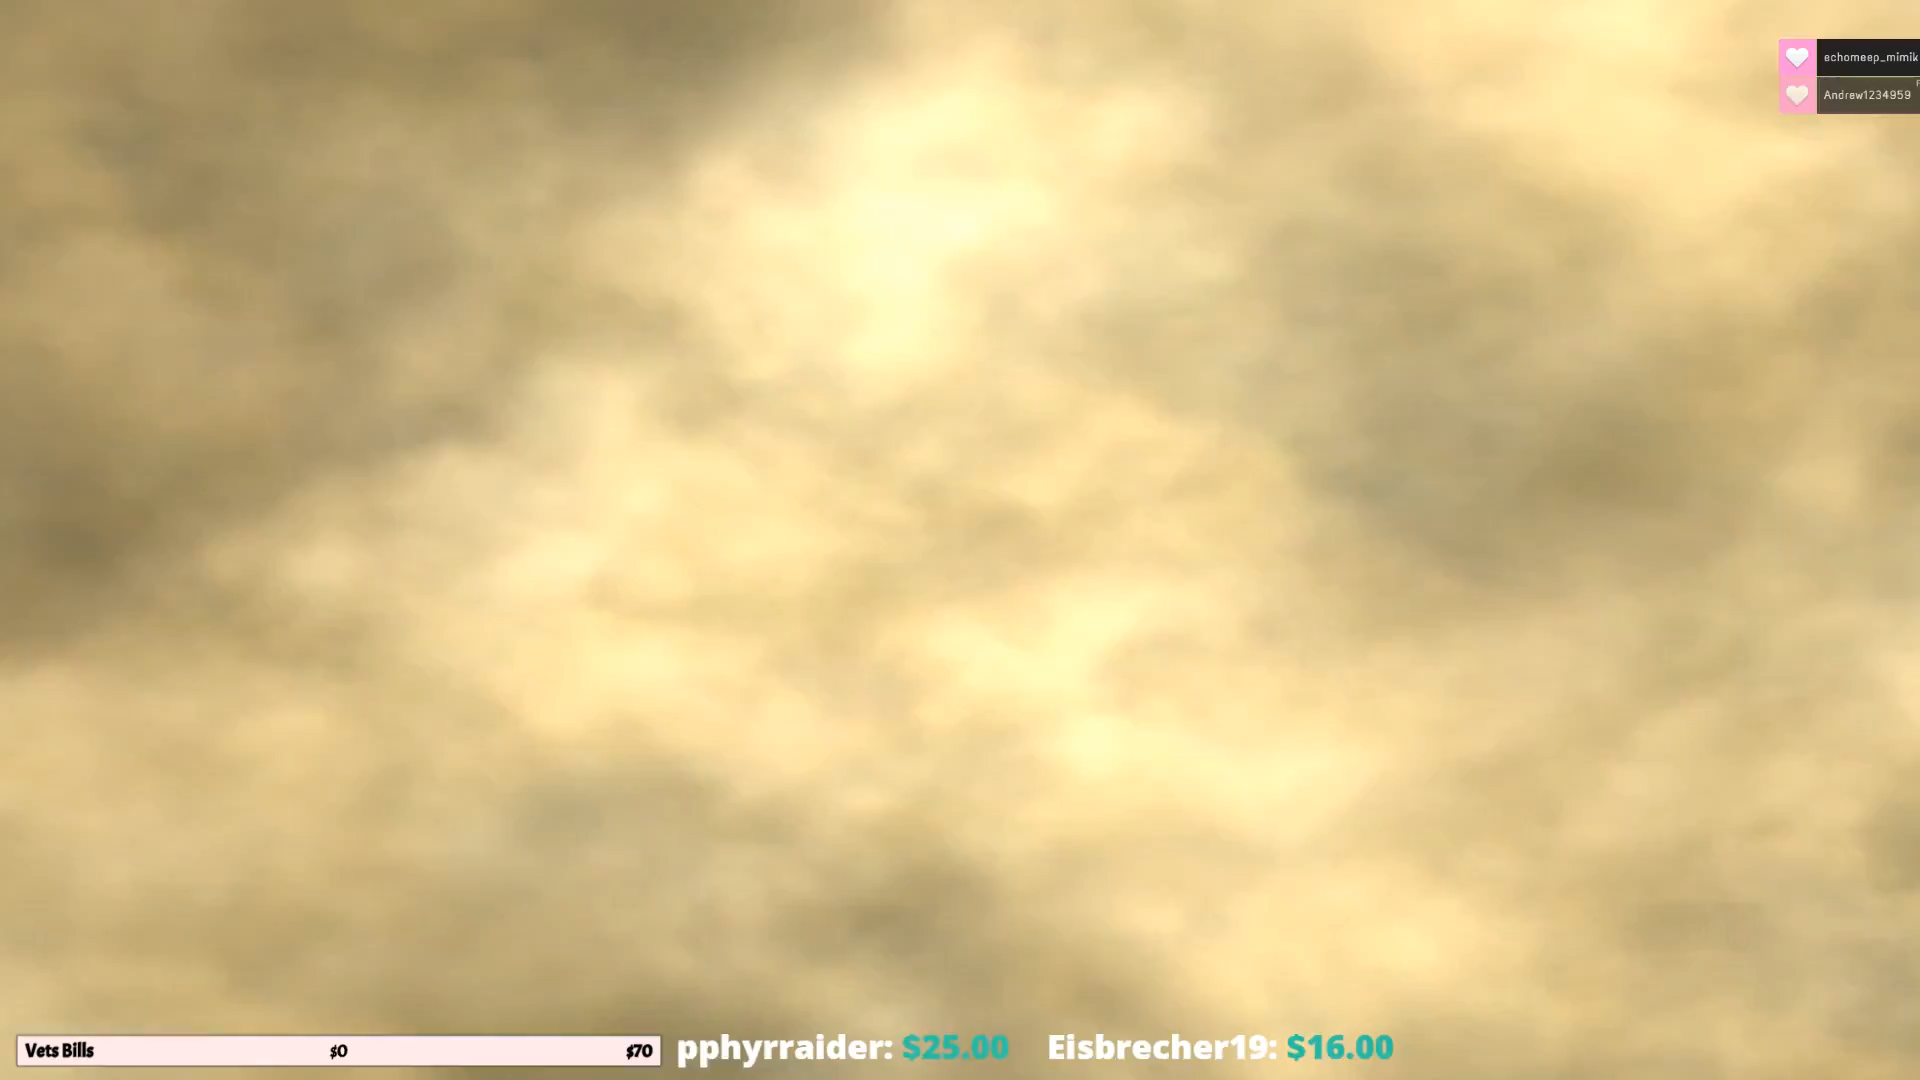 echomeep_mimik
Andrew1234959
Vets Bills $0 $70
pphyrraider: $25.00 Eisbrecher19: $16.00